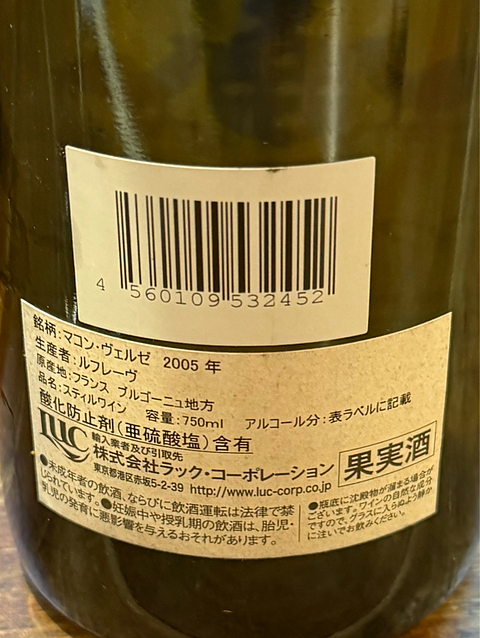 4 560109 532452
銘柄:マコン・ヴェルゼ 2005 年
生産者:ルフレーヴ
原産地:フランス ブルゴーニュ地方
品名:スティルワイン 容量:750ml アルコール分:表ラベルに記載
酸化防止剤(亜硫酸塩)含有
LUC 輸入業者及び引取先
株式会社ラック・コーポレーション
東京都港区赤坂5-2-39 http://www.luc-corp.co.jp
果実酒
●未成年者の飲酒、ならびに飲酒運転は法律で禁
じられています。●妊娠中や授乳期の飲酒は、胎児・
乳児の発育に悪影響を与えるおそれがあります。
●瓶底に沈殿物が溜まる場合が
ございます。ワインの自然な成分
ですので、グラスに入らぬよう静か
に注いでお飲みください。